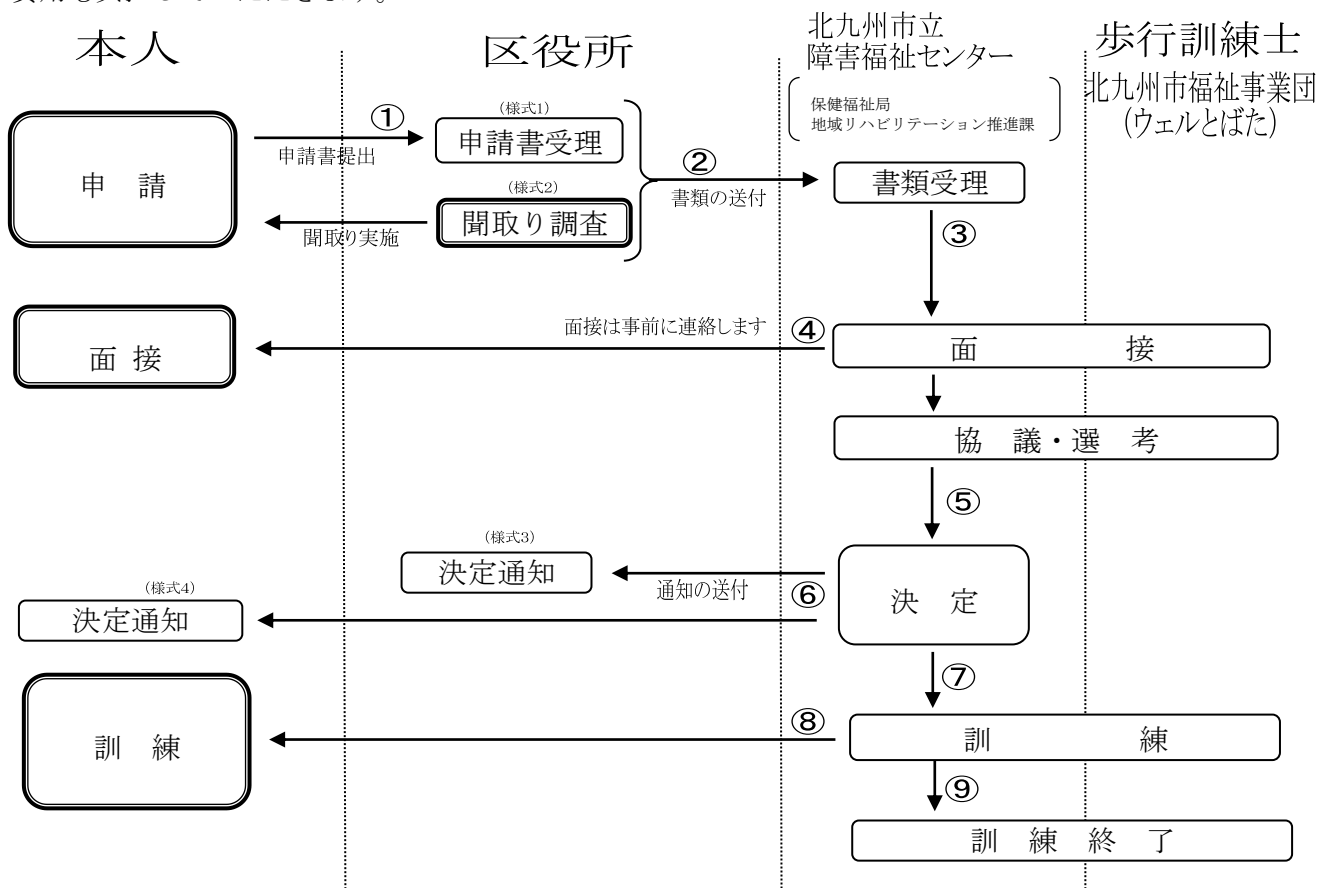 本人
区役所
北九州市立
障害福祉センター
保健福祉局
地域リハビリテーション推進課
歩行訓練士
北九州市福祉事業団
(ウェルとばた)
申 請
①
申請書提出
(様式1)
申請書受理
(様式2)
聞取り調査
聞取り実施
②
書類の送付
書類受理
③
面 接
面接は事前に連絡します
④
面 接
協 議・選 考
⑤
(様式3)
決定通知
通知の送付
⑥
決 定
(様式4)
決定通知
⑦
訓 練
⑧
訓 練
⑨
訓 練 終 了